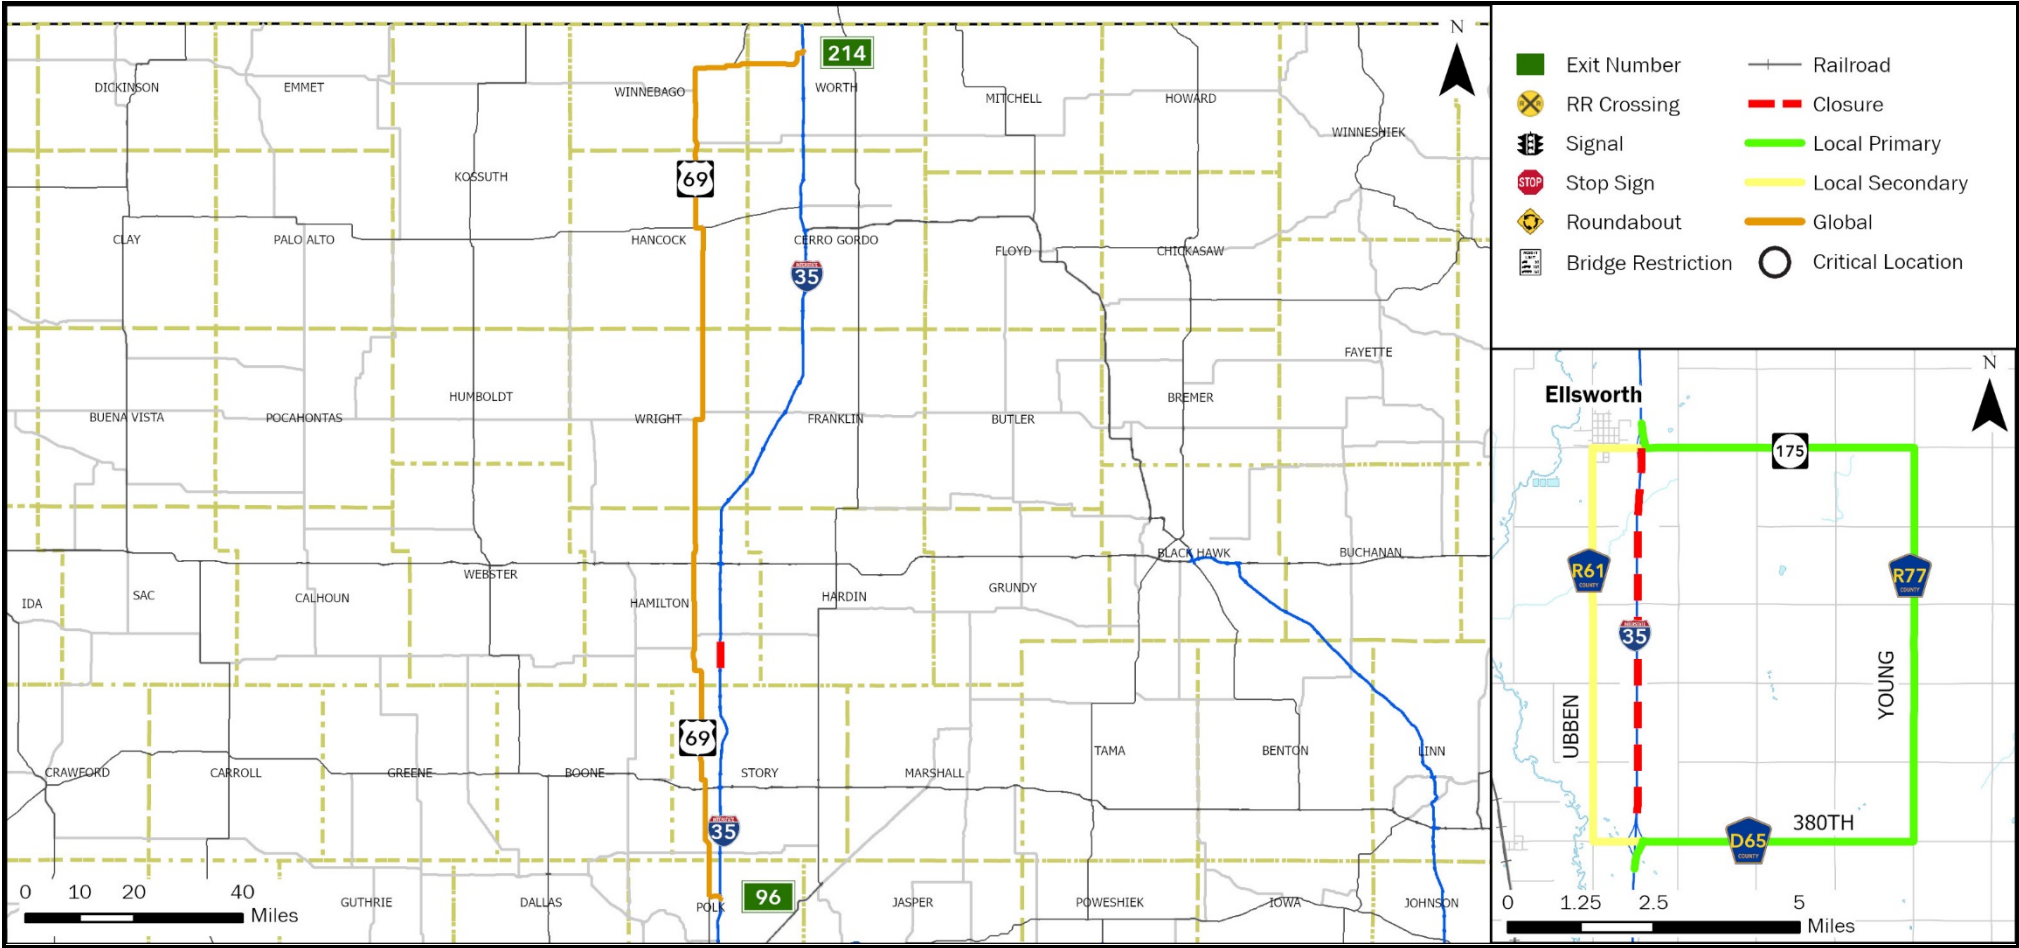 N
214
DICKINSON
EMMET
WINNEBAGO
WORTH
MITCHELL
HOWARD
WINNESHIEK
KOSSUTH
69
CLAY
PALO ALTO
HANCOCK
CERRO GORDO
FLOYD
CHICKASAW
35
FAYETTE
HUMBOLDT
BREMER
BUENA VISTA
POCAHONTAS
WRIGHT
FRANKLIN
BUTLER
BLACK HAWK
BUCHANAN
WEBSTER
GRUNDY
IDA
SAC
CALHOUN
HAMILTON
HARDIN
69
TAMA
BENTON
LINN
CRAWFORD
CARROLL
GREENE
BOONE
STORY
MARSHALL
35
96
GUTHRIE
DALLAS
POLK
JASPER
POWESHIEK
IOWA
JOHNSON
0 10 20 40
Miles
Exit Number
RR Crossing
Signal
STOP Stop Sign
Roundabout
Bridge Restriction
Railroad
Closure
Local Primary
Local Secondary
Global
Critical Location
N
Ellsworth
175
R61
COUNTY
R77
COUNTY
35
UBBEN
YOUNG
380TH
D65
COUNTY
0 1.25 2.5 5
Miles